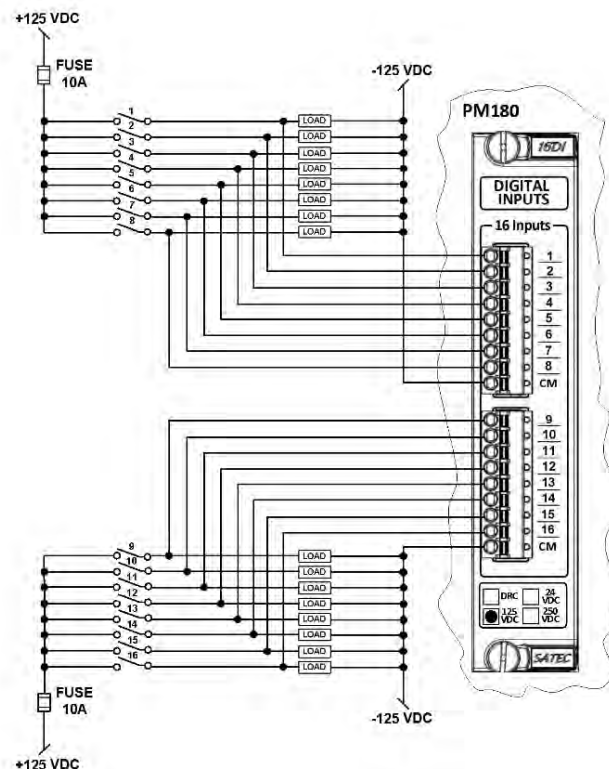 +125 VDC
FUSE
10A
-125 VDC
1
2
3
4
5
6
7
8
LOAD
LOAD
LOAD
LOAD
LOAD
LOAD
LOAD
LOAD
PM180
16DI
DIGITAL
INPUTS
16 Inputs
1
2
3
4
5
6
7
8
CM
9
10
11
12
13
14
15
16
CM
9
10
11
12
13
14
15
16
LOAD
LOAD
LOAD
LOAD
LOAD
LOAD
LOAD
LOAD
DRC
24
VDC
125
VDC
250
VDC
SATEC
FUSE
10A
-125 VDC
+125 VDC